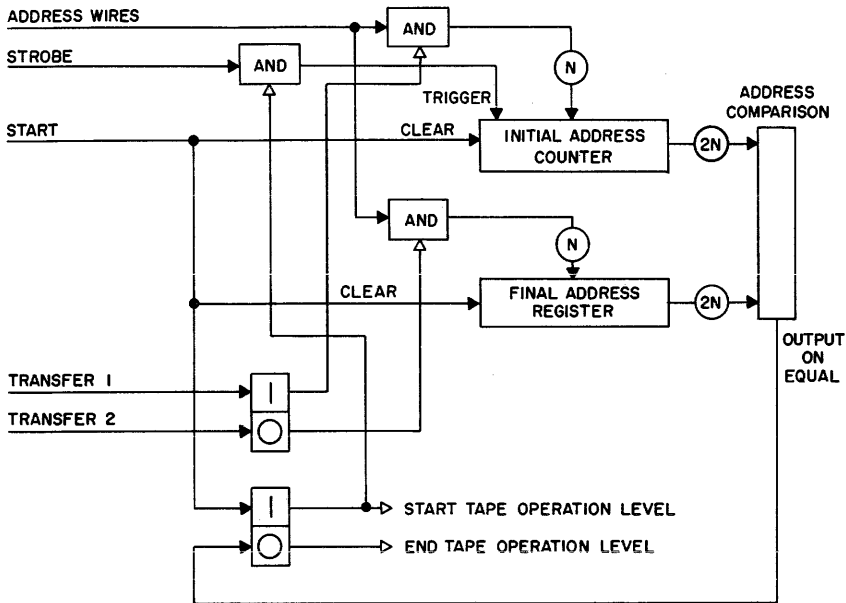 ADDRESS WIRES
AND
STROBE
AND
N
TRIGGER
ADDRESS
COMPARISON
START
CLEAR
INITIAL ADDRESS
COUNTER
2N
AND
N
CLEAR
FINAL ADDRESS
REGISTER
2N
OUTPUT
ON
EQUAL
TRANSFER 1
1
TRANSFER 2
0
1
START TAPE OPERATION LEVEL
0
END TAPE OPERATION LEVEL